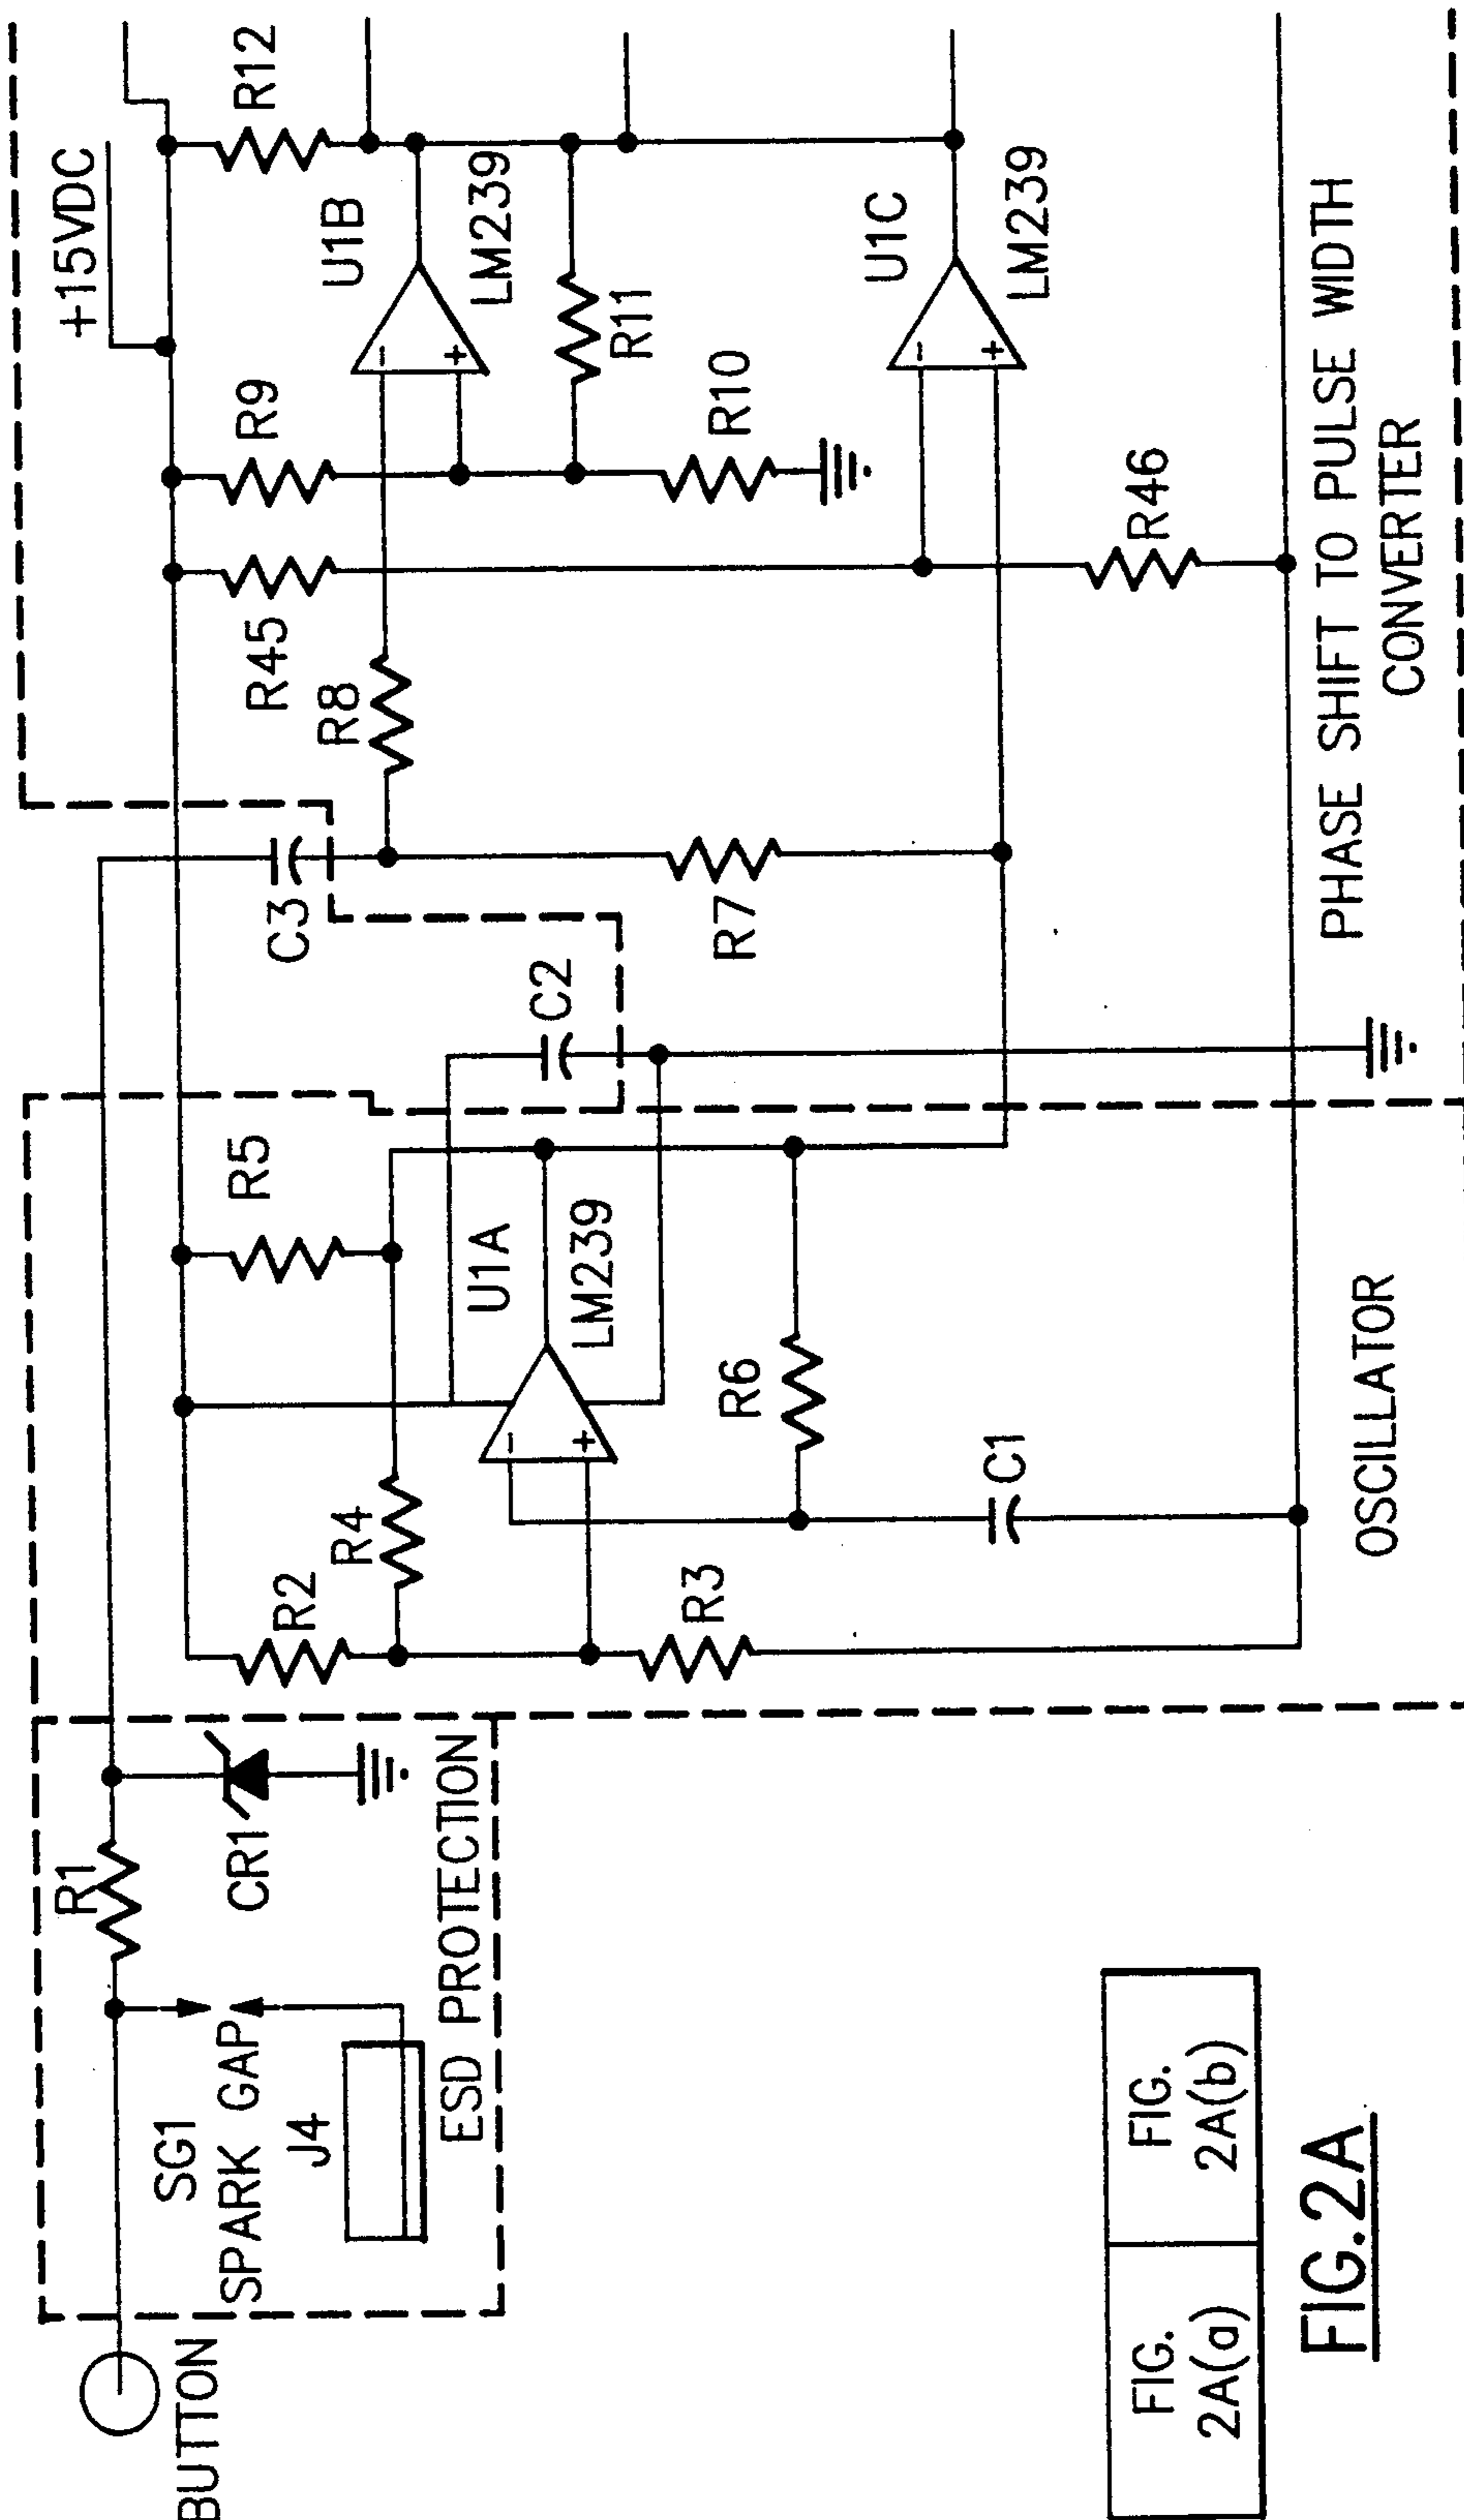 +15VDC
R12
R9
R45
R8
U1B
LM239
R11
R10
U1C
LM239
R46
PHASE SHIFT TO PULSE WIDTH
CONVERTER
C3
R7
C2
R5
U1A
LM239
R4
R2
R6
R3
C1
OSCILLATOR
R1
CR1
SG1
SPARK GAP
J4
ESD PROTECTION
BUTTON
FIG.
2A(a)
FIG.
2A(b)
FIG.2A
- + 
- +
- +